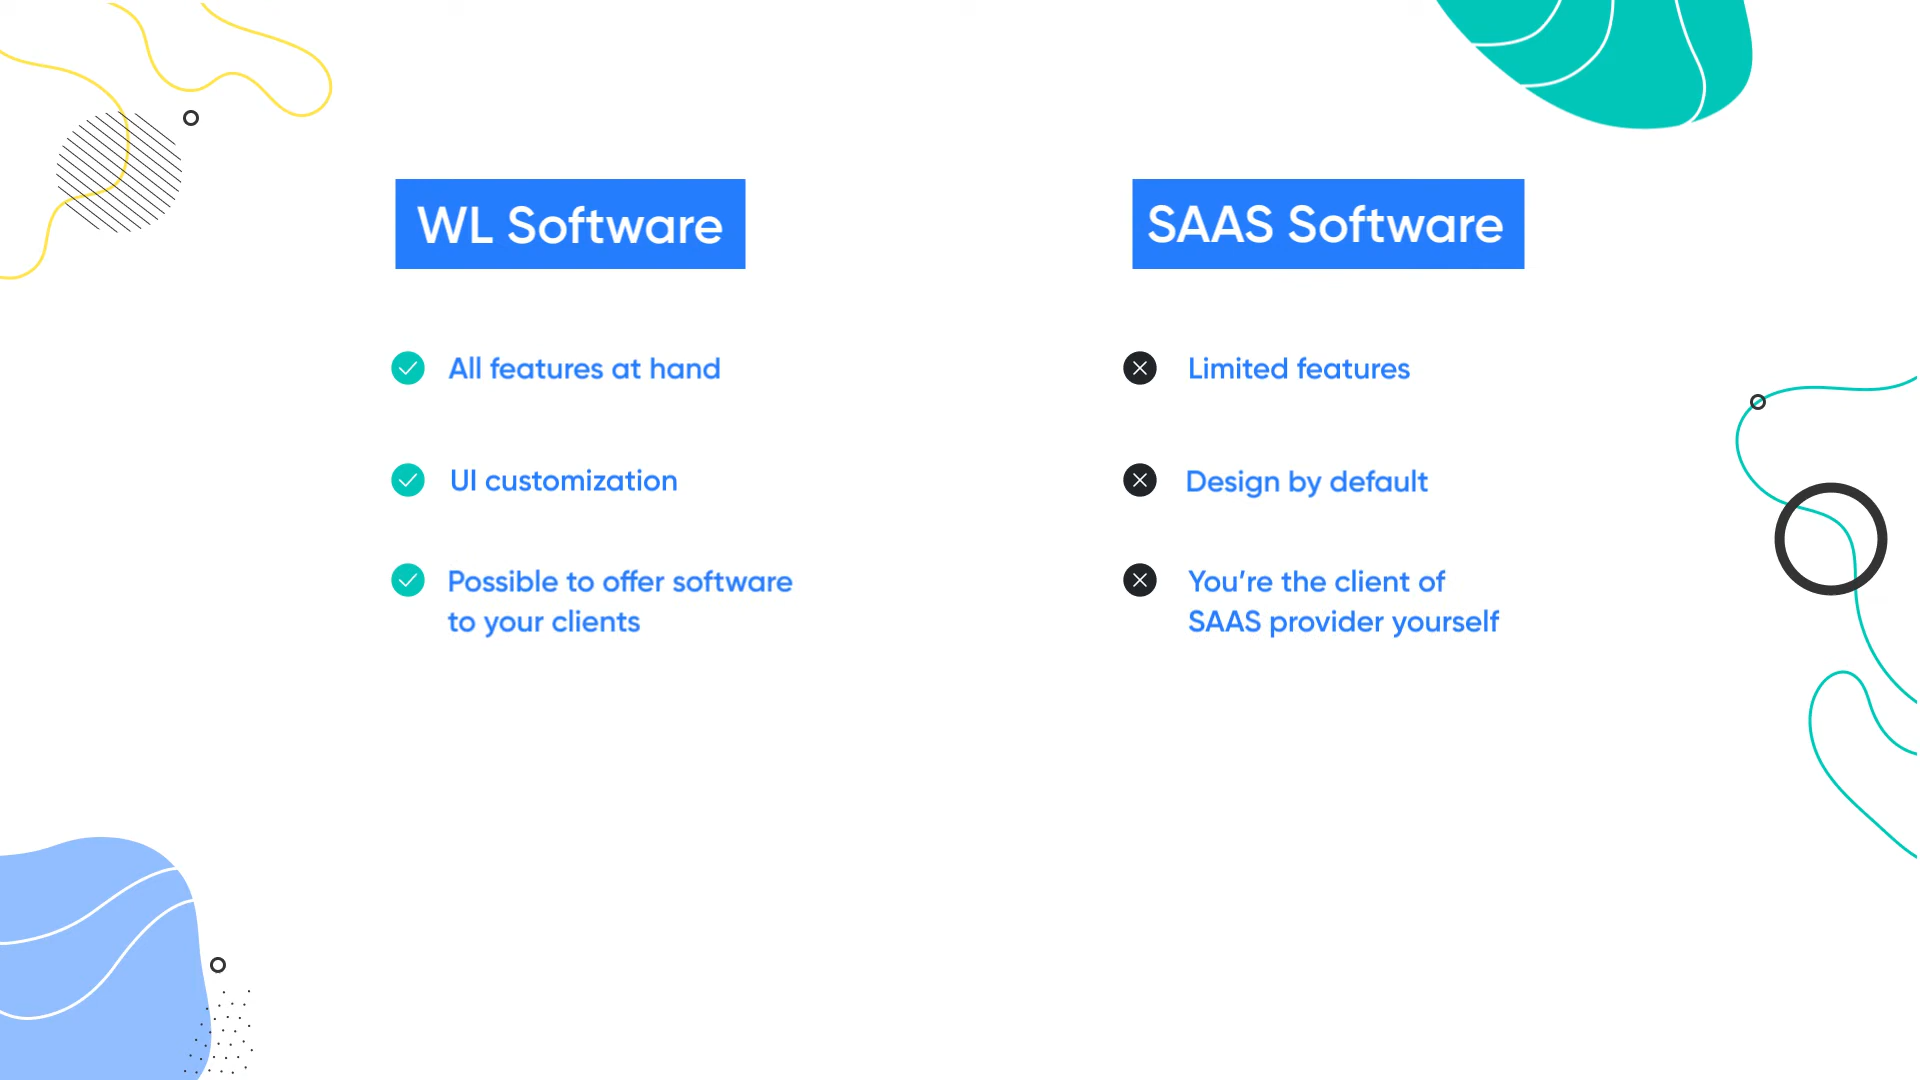 WL Software
All features at hand
UI customization
Possible to offer software
to your clients
SAAS Software
Limited features
Design by default
You’re the client of
SAAS provider yourself